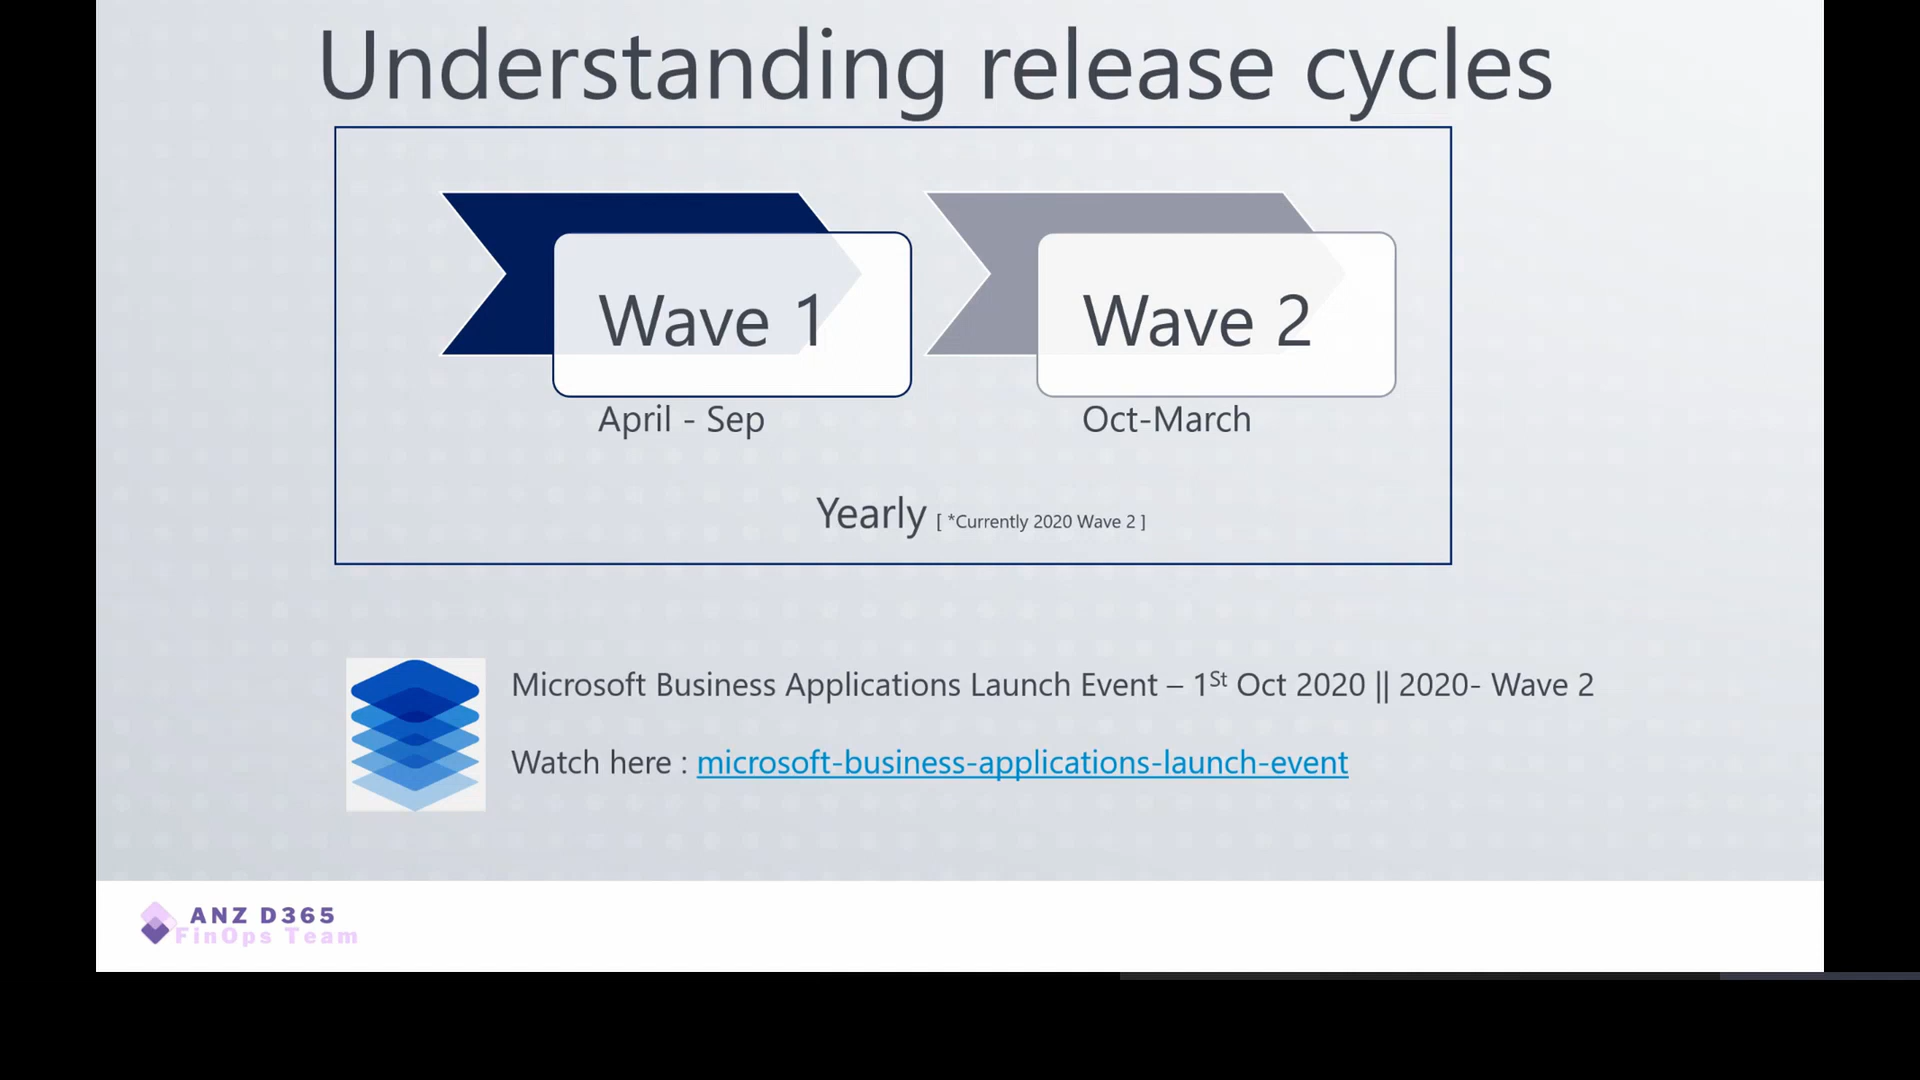 Understanding release cycles
Wave 1
Wave 2
April - Sep
Oct-March
Yearly [ *Currently 2020 Wave 2 ]
Microsoft Business Applications Launch Event – 1St Oct 2020 || 2020- Wave 2
Watch here : microsoft-business-applications-launch-event
ANZ D365
FinOps Team